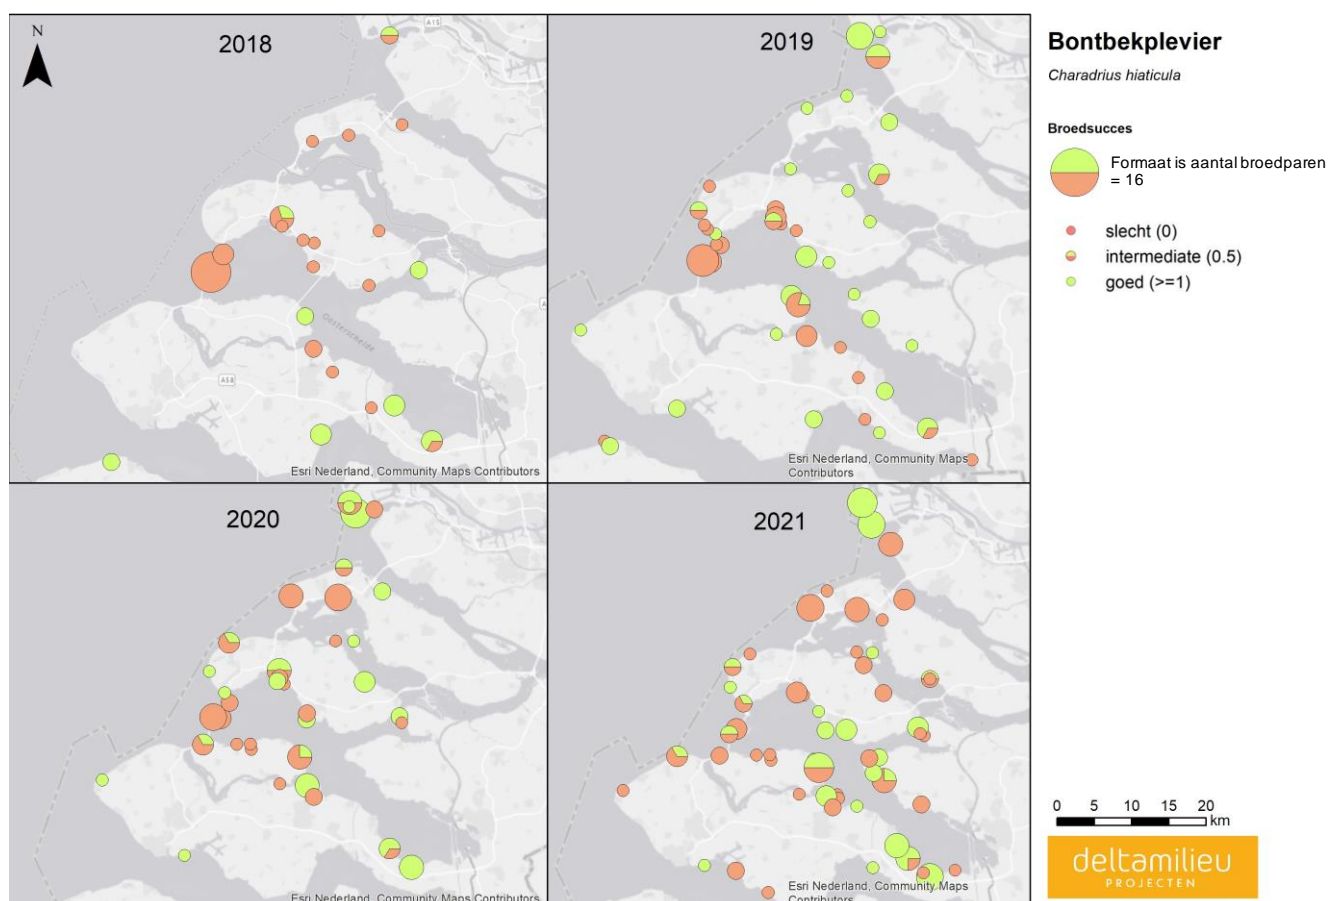 N
2018
A15
Oosterschelde
A58
Esri Nederland, Community Maps Contributors
2019
Esri Nederland, Community Maps
Contributors
2020
Esri Nederland, Community Maps Contributors
2021
Esri Nederland, Community Maps
Contributors
Bontbekplevier
Charadrius hiaticula
Broedsucces
Formaat is aantal broedparen
= 16
slecht (0)
intermediate (0.5)
goed (>=1)
0 5 10 15 20
km
deltamilieu
PROJECTEN